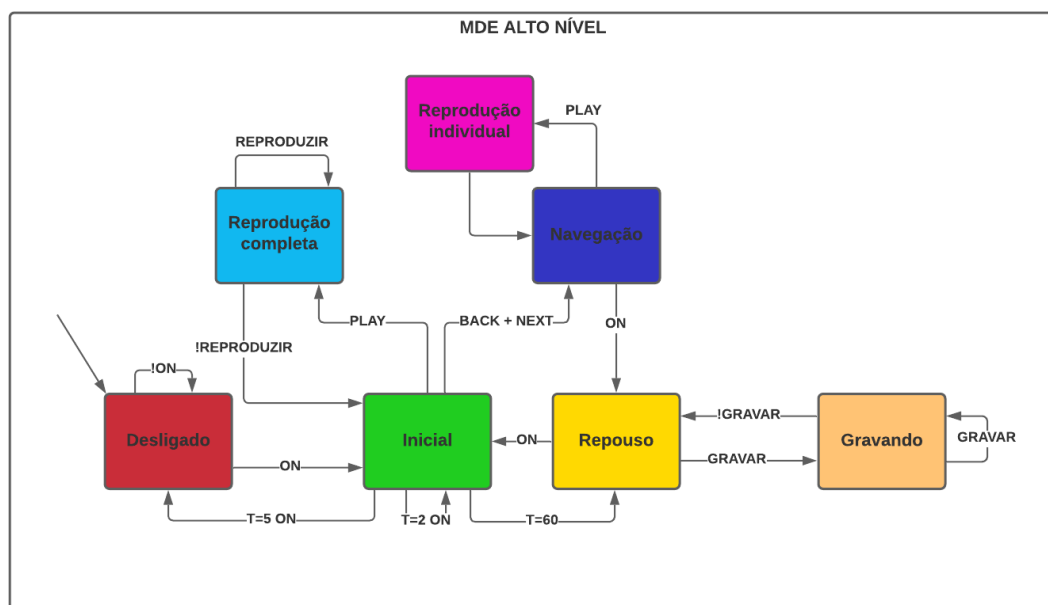 MDE ALTO NÍVEL
Reprodução
individual
PLAY
REPRODUZIR
Reprodução
completa
Navegação
PLAY
BACK + NEXT
ON
!REPRODUZIR
!ON
Desligado
Inicial
Repouso
Gravando
!GRAVAR
GRAVAR
ON
GRAVAR
ON
T=5 ON
T=2 ON
T=60